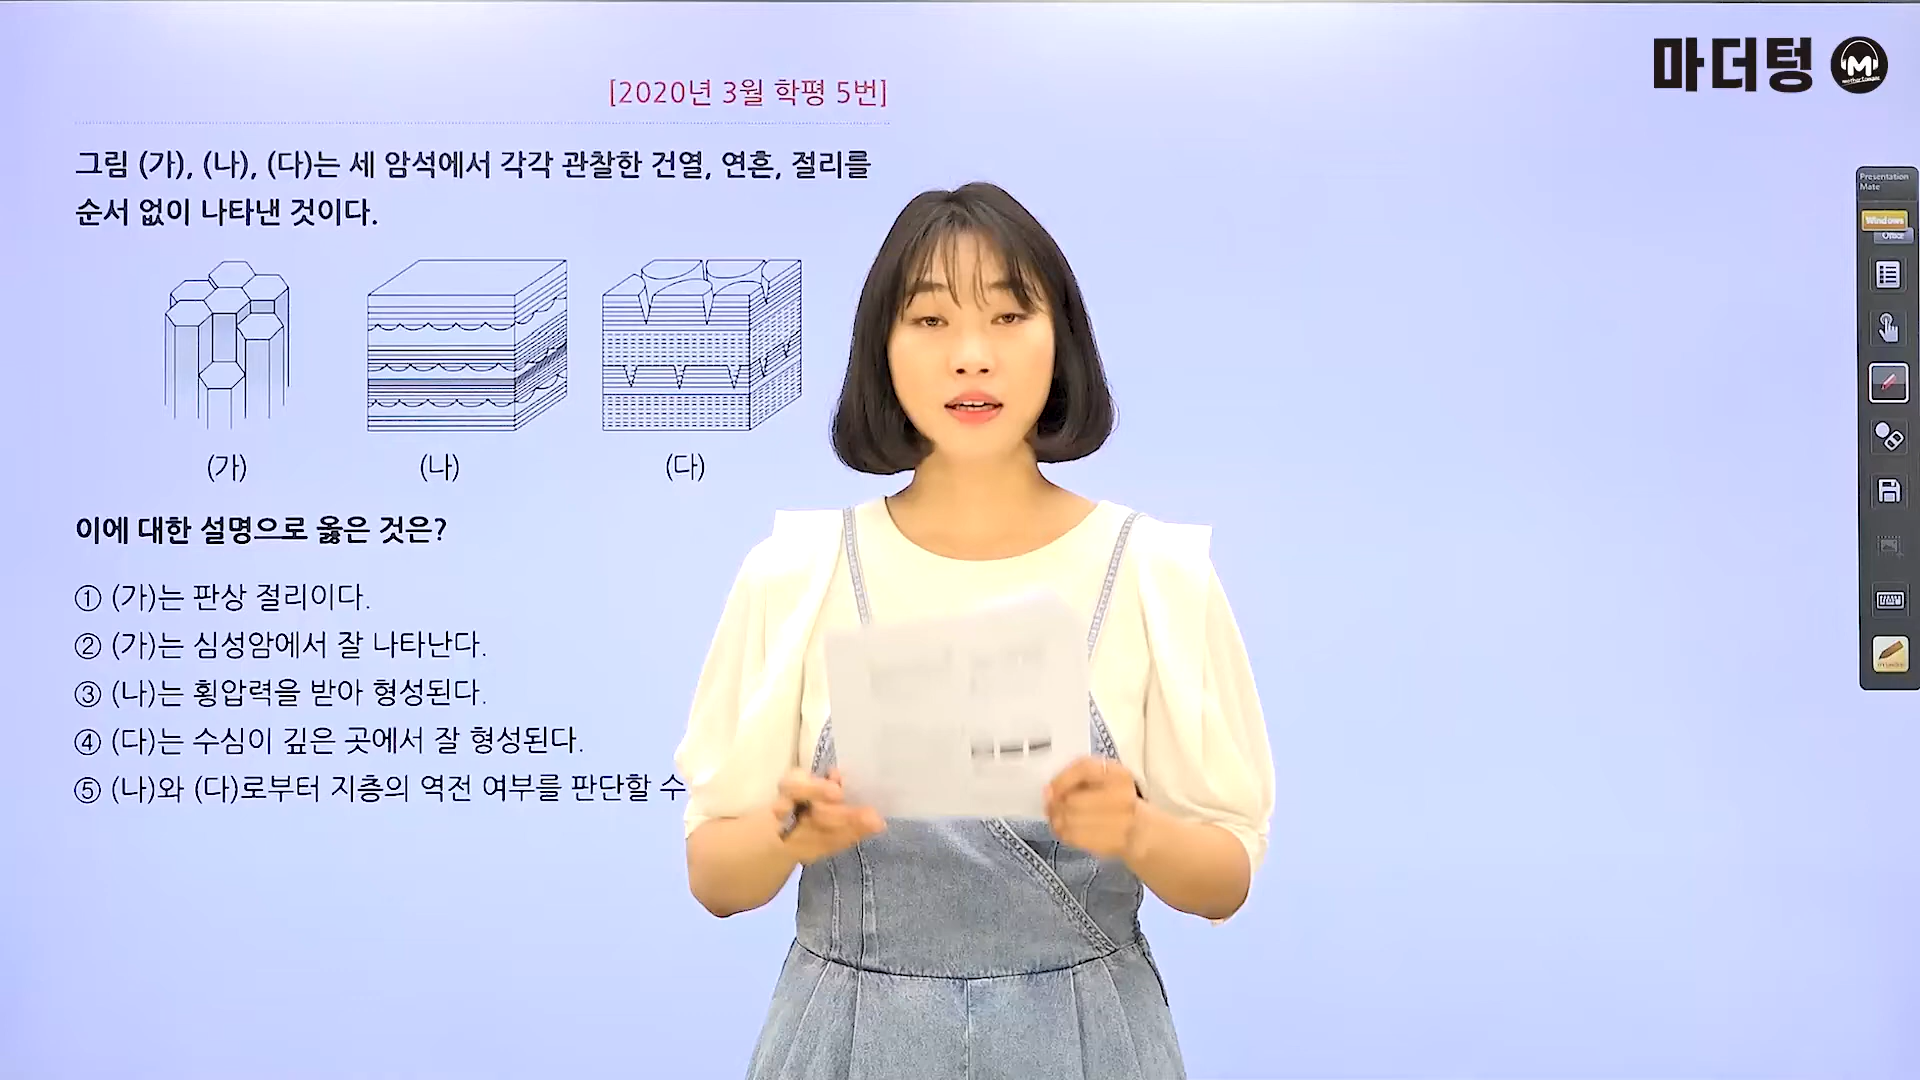 마더텅
M
[2020년 3월 학평 5번]
그림 (가), (나), (다)는 세 암석에서 각각 관찰한 건열, 연흔, 절리를
순서 없이 나타낸 것이다.
(가) (나) (다)
이에 대한 설명으로 옳은 것은?
① (가)는 판상 절리이다.
② (가)는 심성암에서 잘 나타난다.
③ (나)는 횡압력을 받아 형성된다.
④ (다)는 수심이 깊은 곳에서 잘 형성된다.
⑤ (나)와 (다)로부터 지층의 역전 여부를 판단할 수
Presentation
Mate
Windows
Office